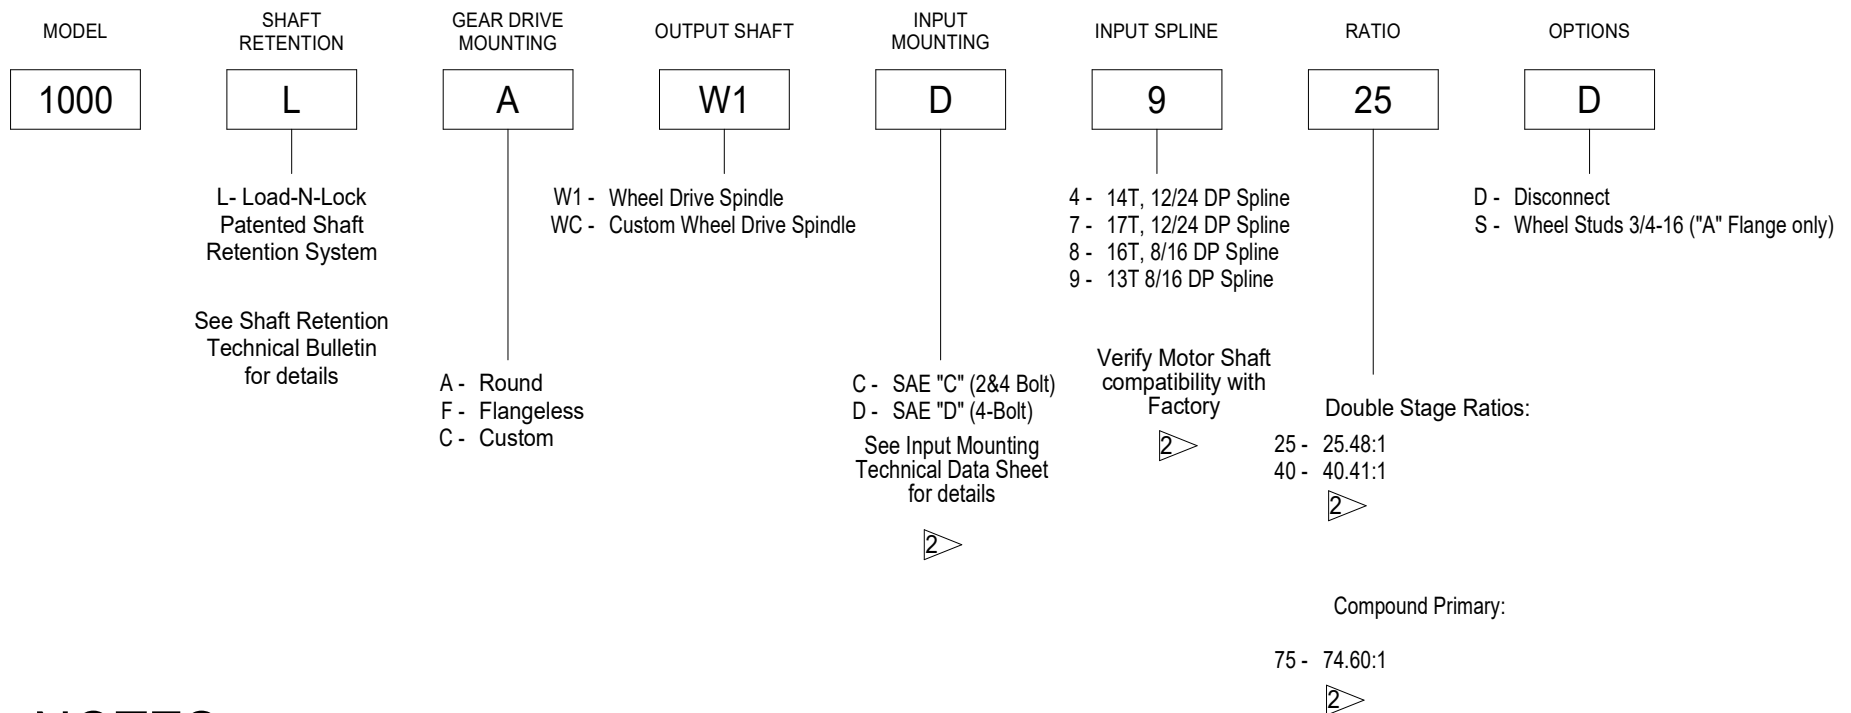 MODEL
SHAFT
RETENTION
GEAR DRIVE
MOUNTING
OUTPUT SHAFT
INPUT
MOUNTING
INPUT SPLINE
RATIO
OPTIONS
1000
L
A
W1
D
9
25
D
L- Load-N-Lock
Patented Shaft
Retention System
See Shaft Retention
Technical Bulletin
for details
A - Round
F - Flangeless
C - Custom
W1 - Wheel Drive Spindle
WC - Custom Wheel Drive Spindle
C - SAE "C" (2&4 Bolt)
D - SAE "D" (4-Bolt)
See Input Mounting
Technical Data Sheet
for details
2
4 - 14T, 12/24 DP Spline
7 - 17T, 12/24 DP Spline
8 - 16T, 8/16 DP Spline
9 - 13T 8/16 DP Spline
Verify Motor Shaft
compatibility with
Factory
2
Double Stage Ratios:
25 - 25.48:1
40 - 40.41:1
2
Compound Primary:
75 - 74.60:1
2
D - Disconnect
S - Wheel Studs 3/4-16 ("A" Flange only)